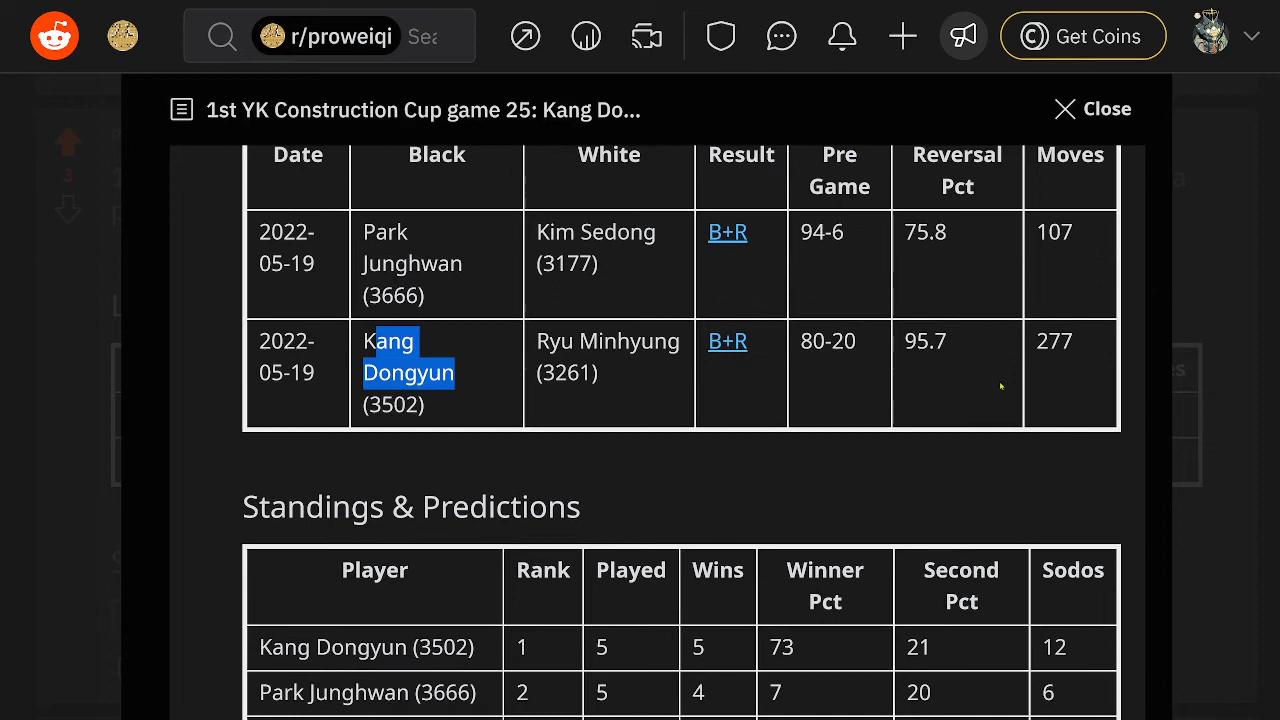 r/proweiqi Sea
Get Coins
1st YK Construction Cup game 25: Kang Do...
Close
Date Black White Result Pre Game Reversal Pct Moves
2022-05-19 Park Junghwan (3666) Kim Sedong (3177) B+R 94-6 75.8 107
2022-05-19 Kang Dongyun (3502) Ryu Minhyung (3261) B+R 80-20 95.7 277
Standings & Predictions
Player Rank Played Wins Winner Pct Second Pct Sodos
Kang Dongyun (3502) 1 5 5 73 21 12
Park Junghwan (3666) 2 5 4 7 20 6